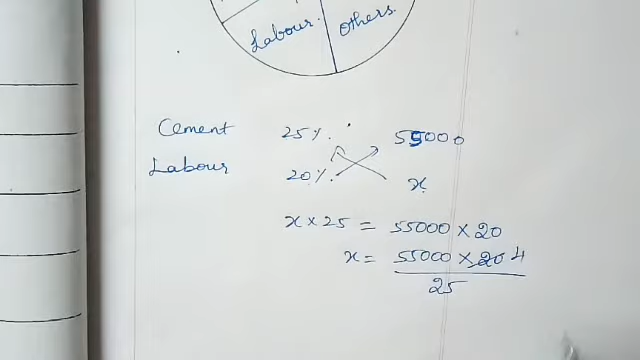 Labour.
Others.
Cement 25%. 55000
Labour 20%. x
x × 25 = 55000 × 20
x = 55000 × 20 4
25